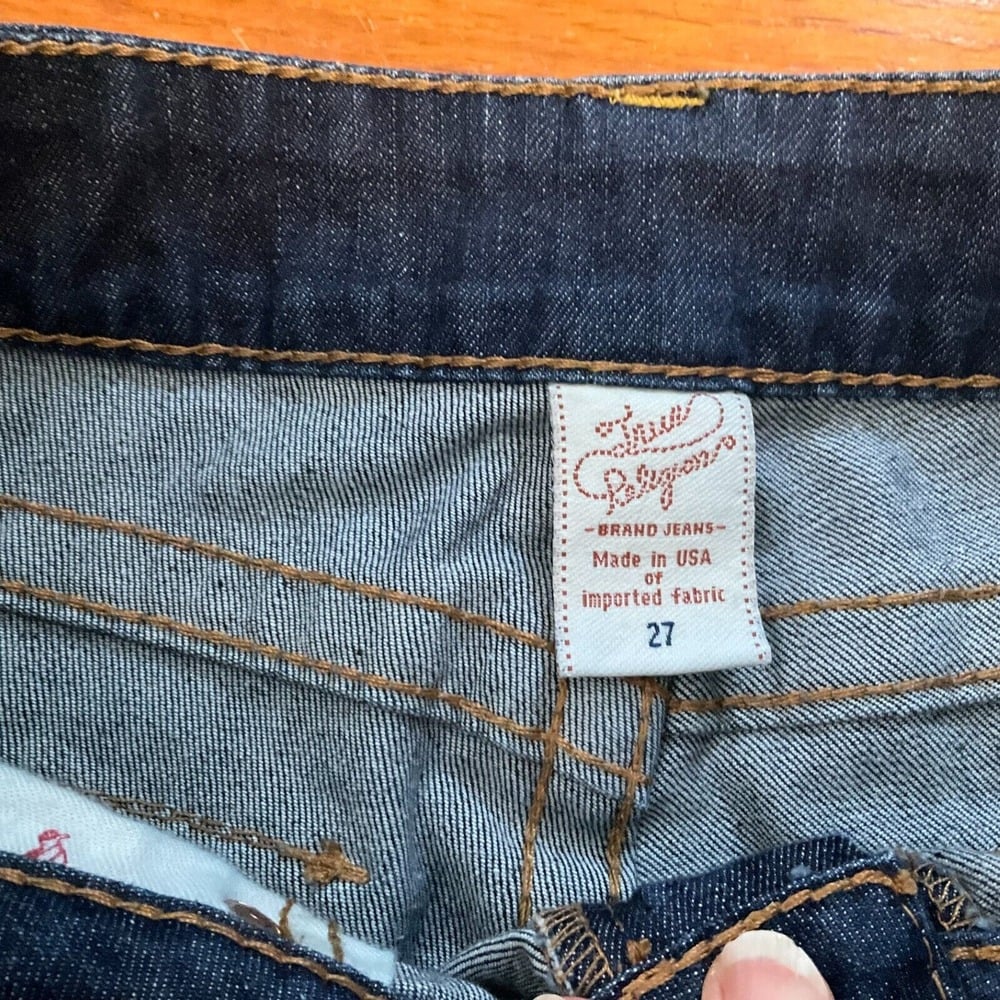 True
Religion
-BRAND JEANS-
Made in USA
of
imported fabric
27